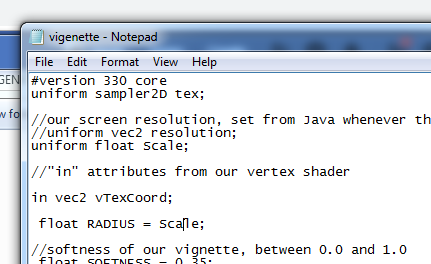 vigenette - Notepad
File Edit Format View Help
#version 330 core
uniform sampler2D tex;
//our screen resolution, set from Java whenever th
//uniform vec2 resolution;
uniform float Scale;
//"in" attributes from our vertex shader
in vec2 vTexCoord;
float RADIUS = Scale;
//softness of our vignette, between 0.0 and 1.0
float SOFTNESS = 0.35;